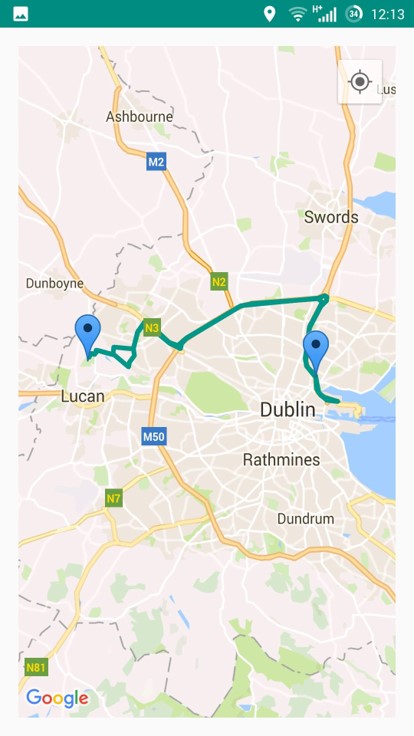 H+
34
12:13
Lus
Ashbourne
M2
Swords
N2
Dunboyne
N3
Lucan
Dublin
M50
Rathmines
N7
Dundrum
N81
Google